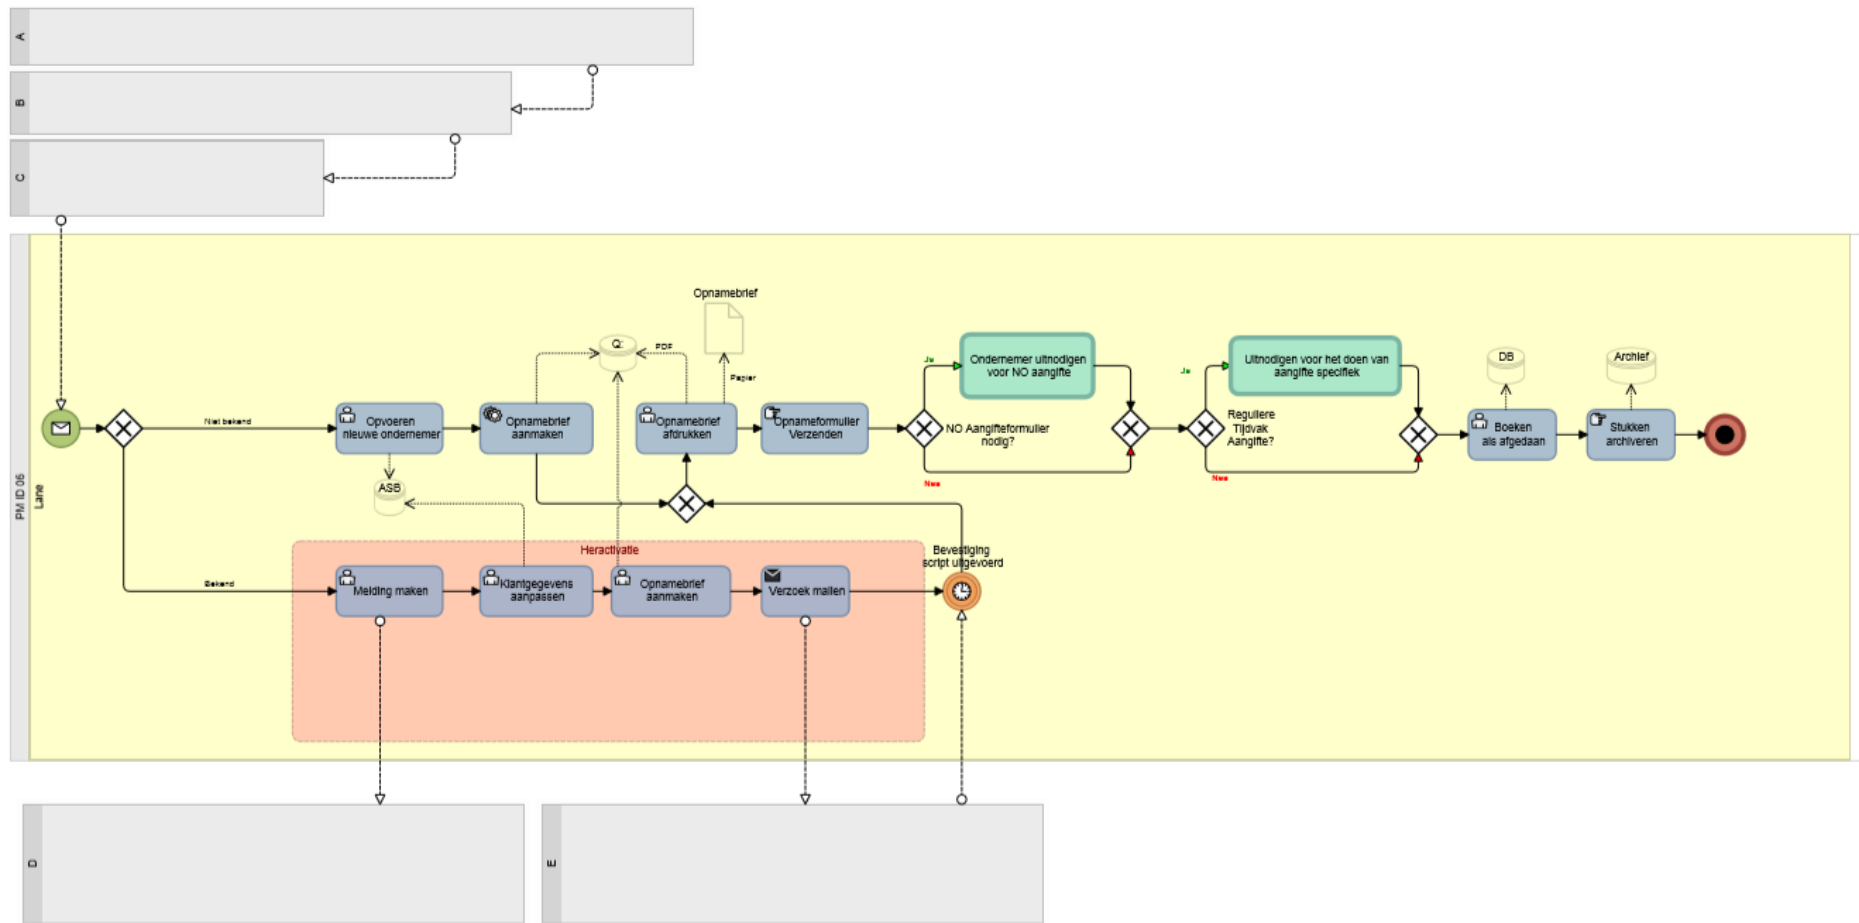 A
B
C
PM ID 06
Lane
Opnamebrief
Q:
PDF
Papier
Ja
Ondernemer uitnodigen
voor NO aangifte
Ja
Uitnodigen voor het doen van
aangifte specifiek
DB
Archief
Niet bekend
Opvoeren
nieuwe ondernemer
Opnamebrief
aanmaken
Opnamebrief
afdrukken
Opnameformulier
Verzenden
NO Aangifteformulier
nodig?
Reguliere
Tijdvak
Aangifte?
Boeken
als afgedaan
Stukken
archiveren
Nee
Nee
ASB
Heractivatie
Bevestiging
script uitgevoerd
Bekend
Melding maken
Klantgegevens
aanpassen
Opnamebrief
aanmaken
Verzoek mailen
D
E